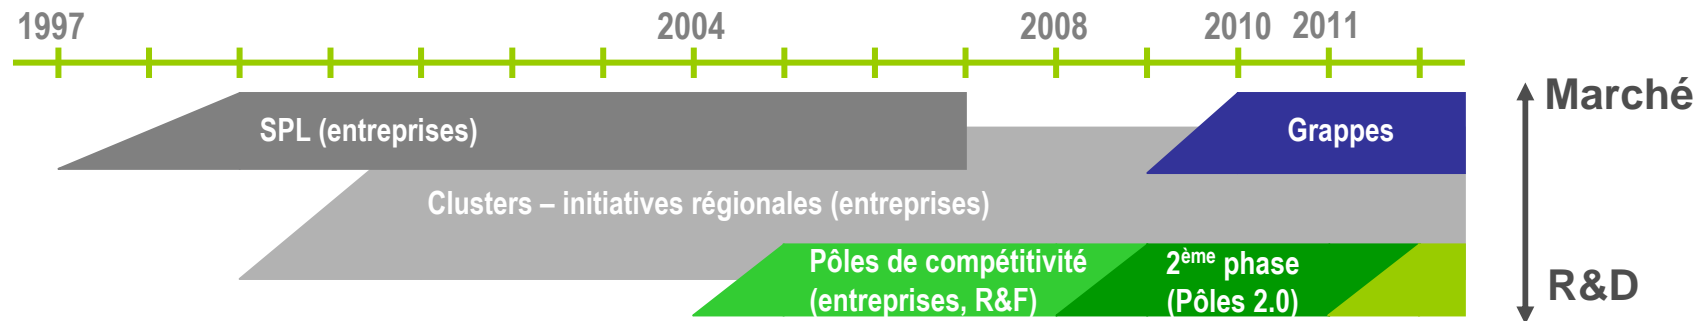 1997 2004 2008 2010 2011
Marché
SPL (entreprises)
Grappes
Clusters – initiatives régionales (entreprises)
Pôles de compétitivité
(entreprises, R&F)
2ème phase
(Pôles 2.0)
R&D